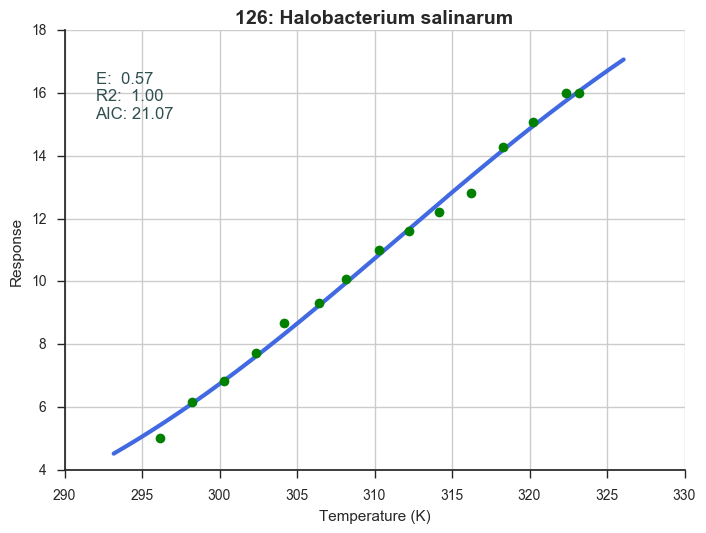 126: Halobacterium salinarum
E:  0.57
R2:  1.00
AIC: 21.07
Response
18
16
14
12
10
8
6
4
290 295 300 305 310 315 320 325 330
Temperature (K)